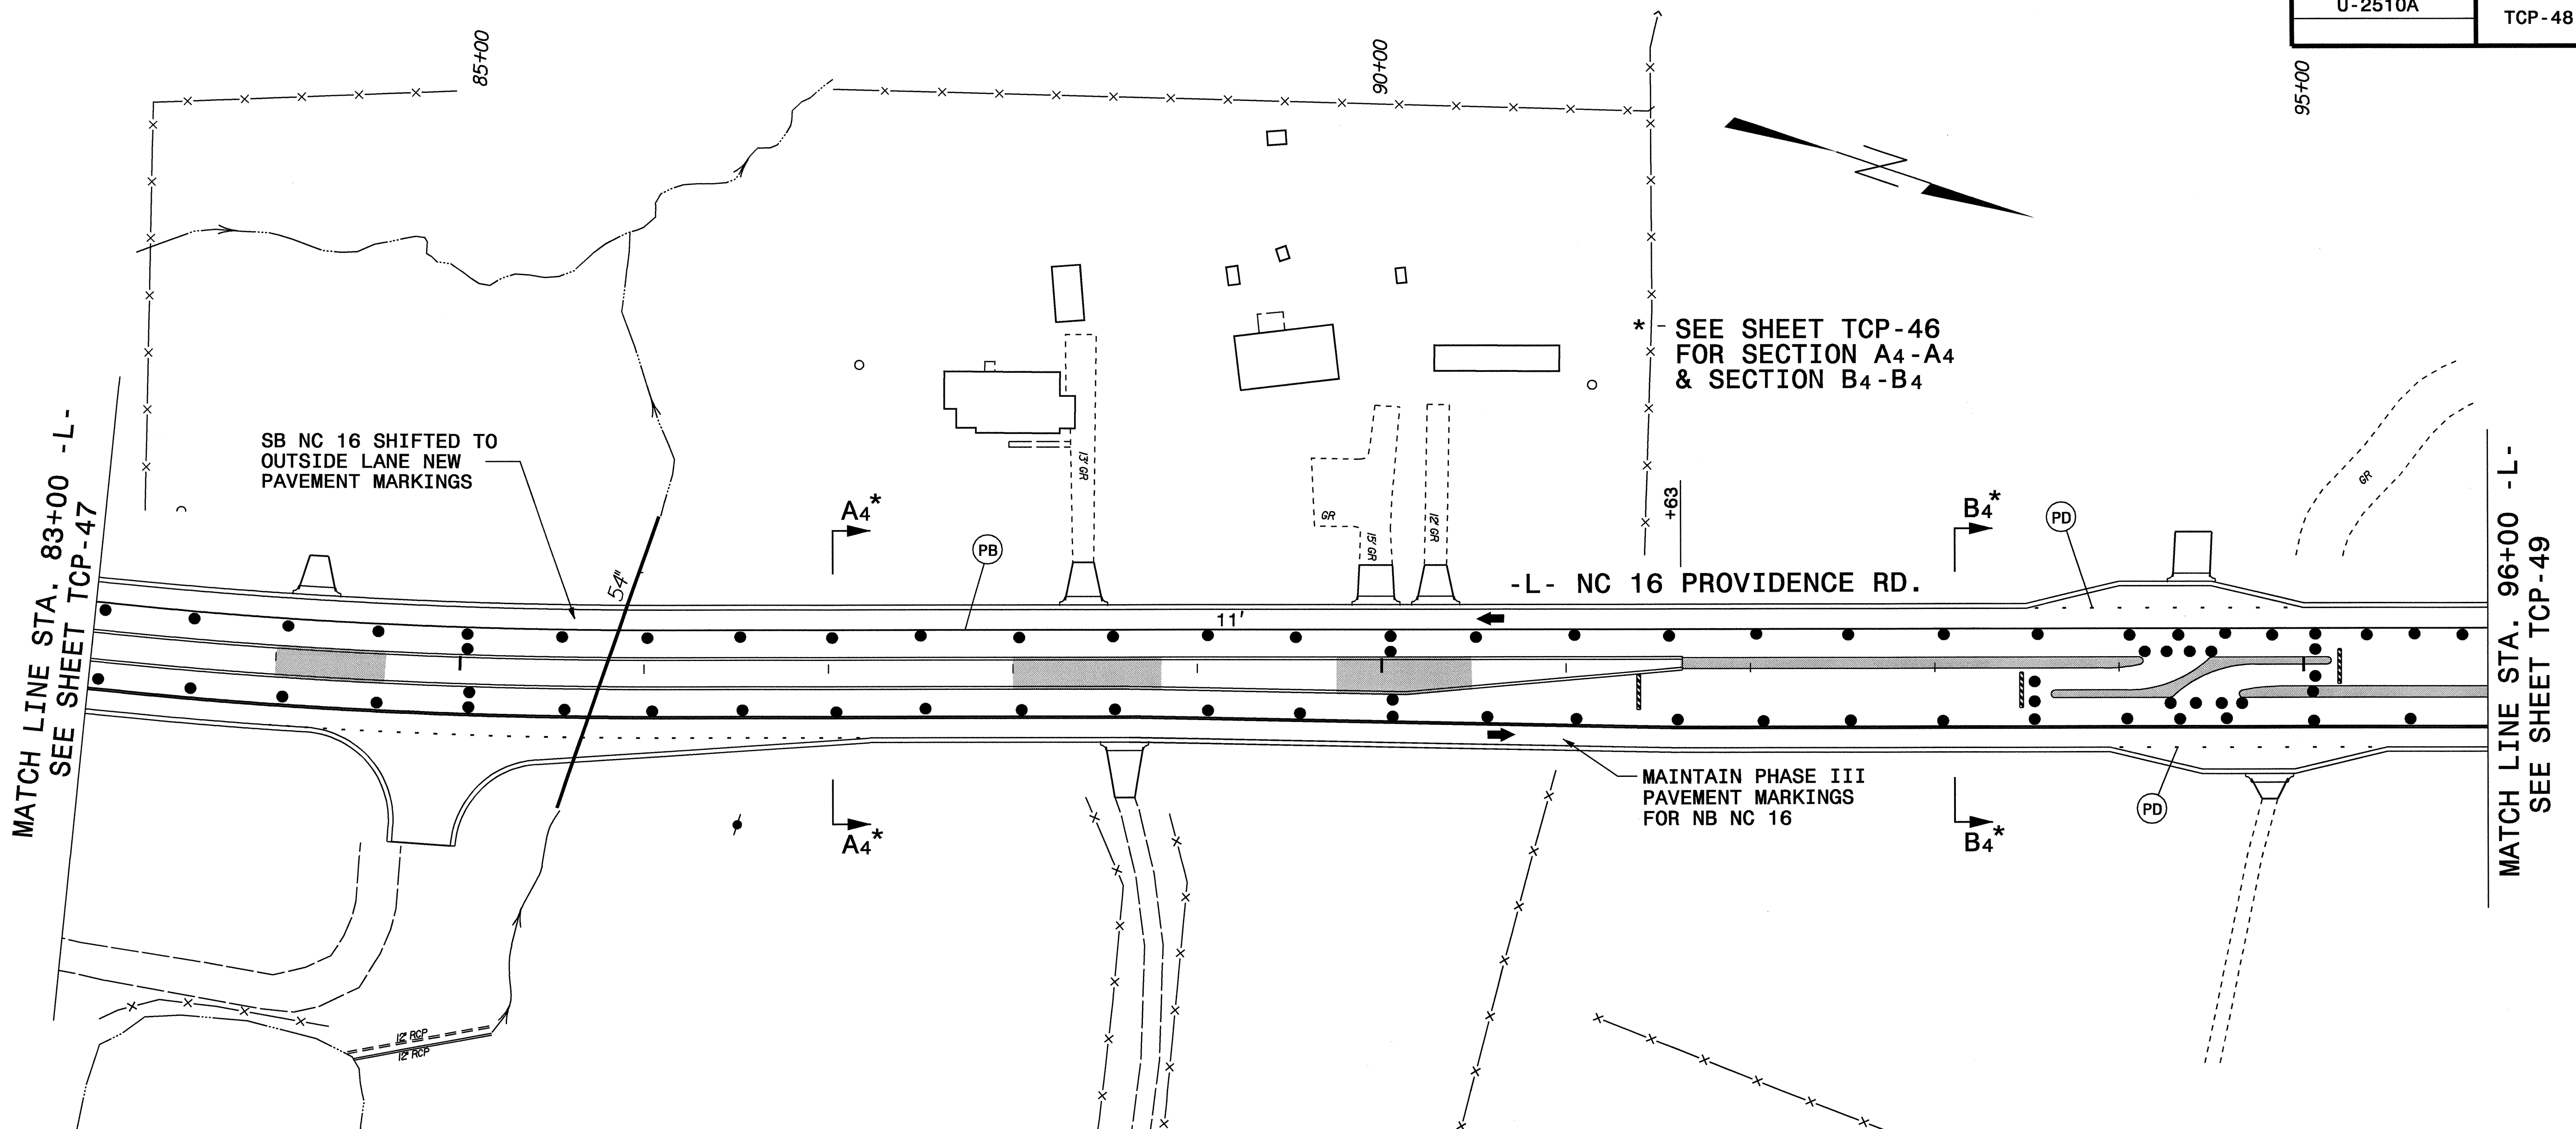 U-2510A
TCP-48
85+00
90+00
95+00
* SEE SHEET TCP-46
FOR SECTION A4-A4
& SECTION B4-B4
MATCH LINE STA. 83+00 -L-
SEE SHEET TCP-47
SB NC 16 SHIFTED TO
OUTSIDE LANE NEW
PAVEMENT MARKINGS
54"
A4*
PB
13' GR
GR
15' GR
12' GR
+63
B4*
PD
GR
-L- NC 16 PROVIDENCE RD.
11'
MATCH LINE STA. 96+00 -L-
SEE SHEET TCP-49
MAINTAIN PHASE III
PAVEMENT MARKINGS
FOR NB NC 16
A4*
B4*
PD
12" RCP
12" RCP